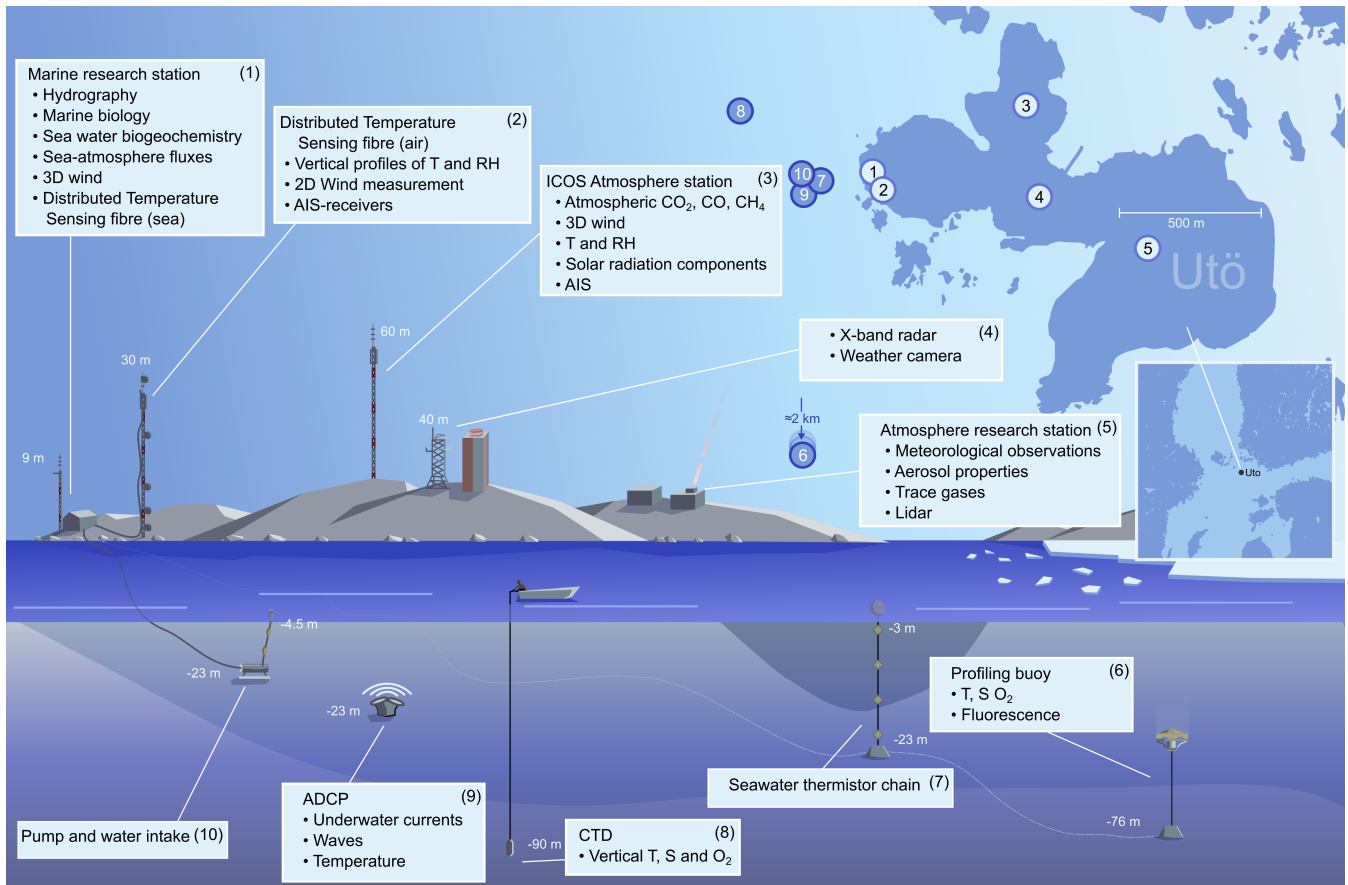 Marine research station (1)
• Hydrography
• Marine biology
• Sea water biogeochemistry
• Sea-atmosphere fluxes
• 3D wind
• Distributed Temperature
Sensing fibre (sea)
Distributed Temperature (2)
Sensing fibre (air)
• Vertical profiles of T and RH
• 2D Wind measurement
• AIS-receivers
ICOS Atmosphere station (3)
• Atmospheric CO₂, CO, CH₄
• 3D wind
• T and RH
• Solar radiation components
• AIS
8
10
7
9
1
2
3
4
500 m
5
Utö
• X-band radar (4)
• Weather camera
60 m
30 m
40 m
9 m
≈2 km
6
Atmosphere research station (5)
• Meteorological observations
• Aerosol properties
• Trace gases
• Lidar
Uto
-4.5 m
-23 m
-23 m
-3 m
-23 m
Profiling buoy (6)
• T, S O₂
• Fluorescence
Seawater thermistor chain (7)
-76 m
ADCP (9)
• Underwater currents
• Waves
• Temperature
Pump and water intake (10)
-90 m
CTD (8)
• Vertical T, S and O₂